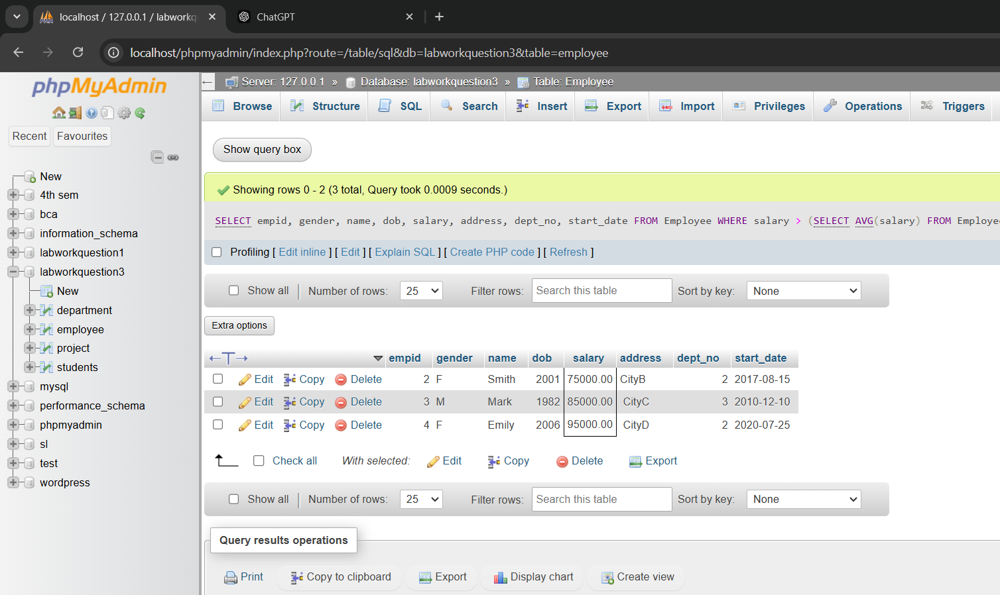 localhost / 127.0.0.1 / labworkq
ChatGPT
localhost/phpmyadmin/index.php?route=/table/sql&db=labworkquestion3&table=employee
phpMyAdmin
Recent Favourites
New
4th sem
bca
information_schema
labworkquestion1
labworkquestion3
New
department
employee
project
students
mysql
performance_schema
phpmyadmin
sl
test
wordpress
Server: 127.0.0.1 » Database: labworkquestion3 » Table: Employee
Browse Structure SQL Search Insert Export Import Privileges Operations Triggers
Show query box
Showing rows 0 - 2 (3 total, Query took 0.0009 seconds.)
SELECT empid, gender, name, dob, salary, address, dept_no, start_date FROM Employee WHERE salary > (SELECT AVG(salary) FROM Employe
Profiling [ Edit inline ] [ Edit ] [ Explain SQL ] [ Create PHP code ] [ Refresh ]
Show all Number of rows: 25 Filter rows: Search this table Sort by key: None
Extra options
empid gender name dob salary address dept_no start_date
Edit Copy Delete 2 F Smith 2001 75000.00 CityB 2 2017-08-15
Edit Copy Delete 3 M Mark 1982 85000.00 CityC 3 2010-12-10
Edit Copy Delete 4 F Emily 2006 95000.00 CityD 2 2020-07-25
Check all With selected: Edit Copy Delete Export
Show all Number of rows: 25 Filter rows: Search this table Sort by key: None
Query results operations
Print Copy to clipboard Export Display chart Create view